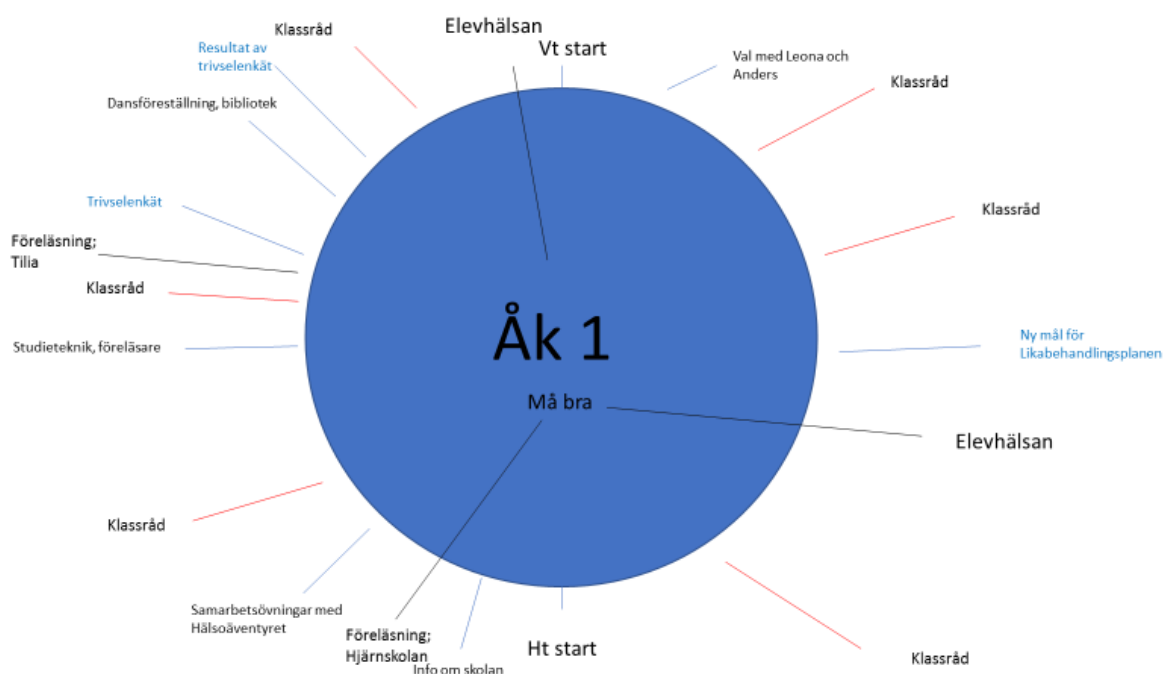 Elevhälsan
Klassråd
Vt start
Resultat av
trivselenkät
Val med Leona och
Anders
Klassråd
Dansföreställning, bibliotek
Trivselenkät
Klassråd
Föreläsning;
Tilia
Klassråd
Åk 1
Studieteknik, föreläsare
Ny mål för
Likabehandlingsplanen
Må bra
Elevhälsan
Klassråd
Samarbetsövningar med
Hälsoäventyret
Föreläsning;
Hjärnskolan
Info om skolan
Ht start
Klassråd